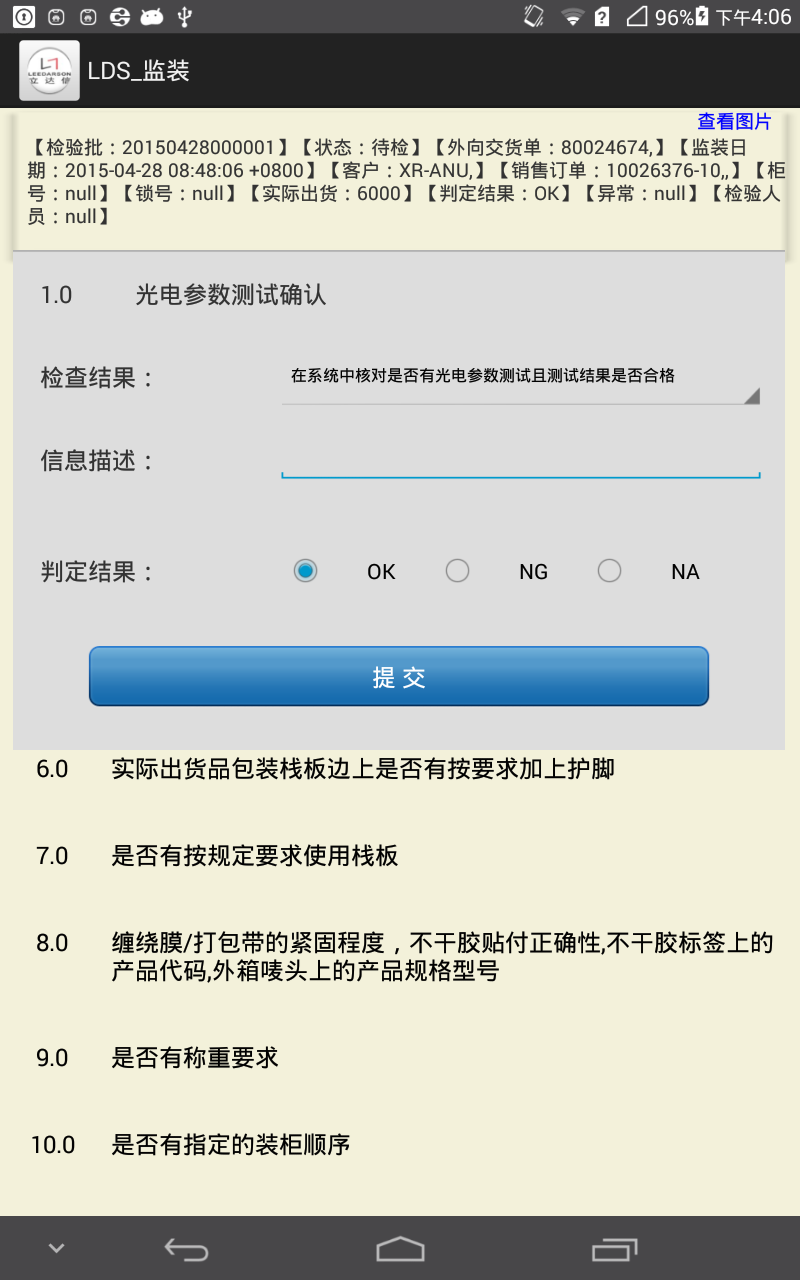 96% 下午4:06
LEEDARSON
立达信
LDS_监装
查看图片
【检验批：20150428000001】【状态：待检】【外向交货单：80024674,】【监装日
期：2015-04-28 08:48:06 +0800】【客户：XR-ANU,】【销售订单：10026376-10,,】【柜
号：null】【锁号：null】【实际出货：6000】【判定结果：OK】【异常：null】【检验人
员：null】
1.0 光电参数测试确认
检查结果： 在系统中核对是否有光电参数测试且测试结果是否合格
信息描述：
判定结果： OK NG NA
提 交
6.0 实际出货品包装栈板边上是否有按要求加上护脚
7.0 是否有按规定要求使用栈板
8.0 缠绕膜/打包带的紧固程度，不干胶贴付正确性,不干胶标签上的
产品代码,外箱唛头上的产品规格型号
9.0 是否有称重要求
10.0 是否有指定的装柜顺序